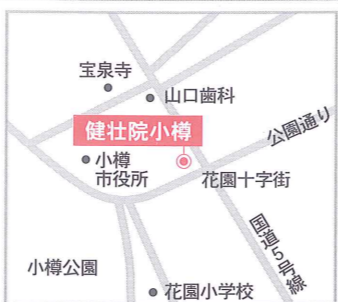 宝泉寺
山口歯科
健壮院小樽
公園通り
小樽
市役所
花園十字街
国道5号線
小樽公園
花園小学校